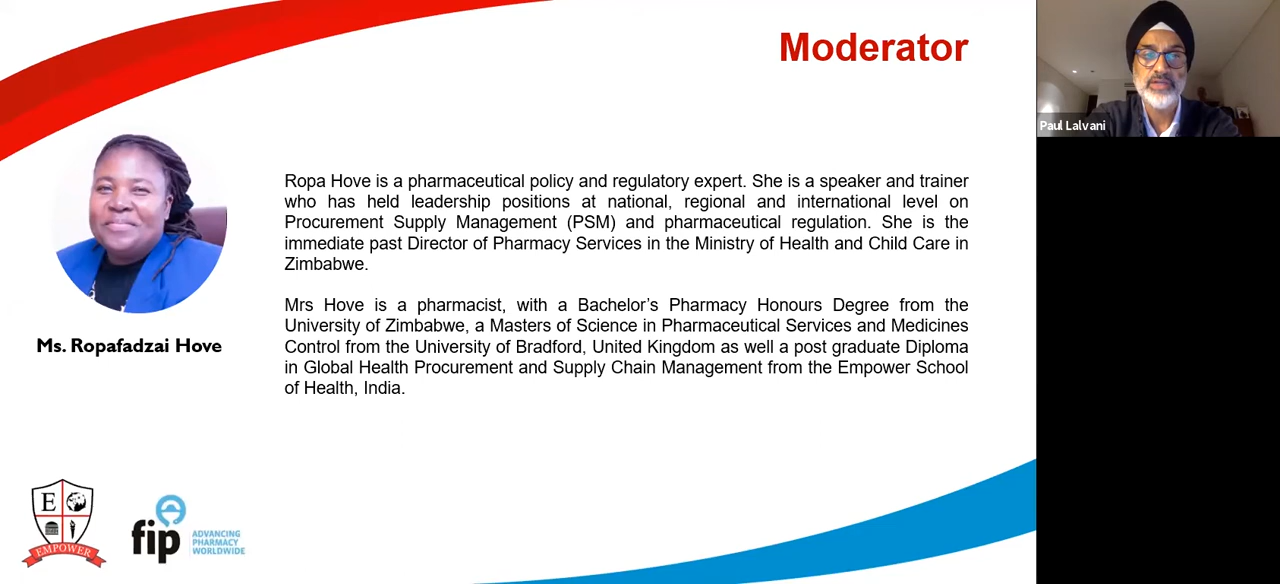 Moderator
Paul Lalvani
Ropa Hove is a pharmaceutical policy and regulatory expert. She is a speaker and trainer
who has held leadership positions at national, regional and international level on
Procurement Supply Management (PSM) and pharmaceutical regulation. She is the
immediate past Director of Pharmacy Services in the Ministry of Health and Child Care in
Zimbabwe.
Mrs Hove is a pharmacist, with a Bachelor’s Pharmacy Honours Degree from the
University of Zimbabwe, a Masters of Science in Pharmaceutical Services and Medicines
Control from the University of Bradford, United Kingdom as well a post graduate Diploma
in Global Health Procurement and Supply Chain Management from the Empower School
of Health, India.
Ms. Ropafadzai Hove
E
EMPOWER
fip
ADVANCING
PHARMACY
WORLDWIDE